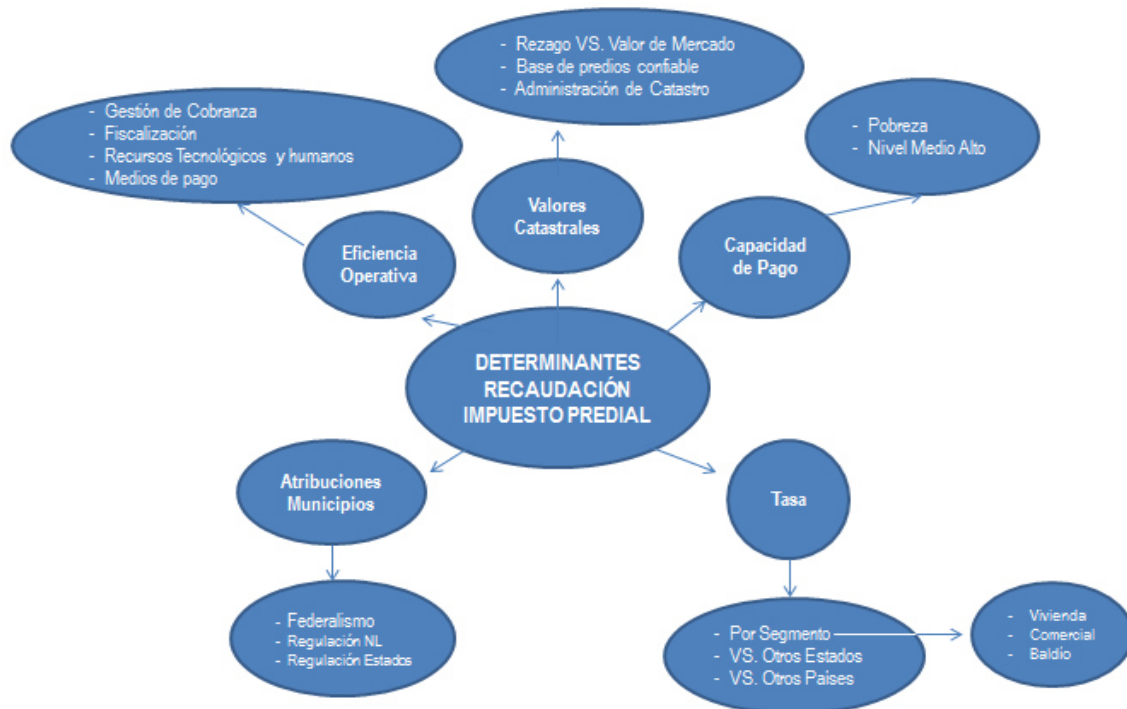 - Rezago VS. Valor de Mercado
- Base de predios confiable
- Administración de Catastro
- Gestión de Cobranza
- Fiscalización
- Recursos Tecnológicos y humanos
- Medios de pago
- Pobreza
- Nivel Medio Alto
Valores
Catastrales
Eficiencia
Operativa
Capacidad
de Pago
DETERMINANTES
RECAUDACIÓN
IMPUESTO PREDIAL
Atribuciones
Municipios
Tasa
- Federalismo
- Regulación NL
- Regulación Estados
- Por Segmento
- VS. Otros Estados
- VS. Otros Países
- Vivienda
- Comercial
- Baldío